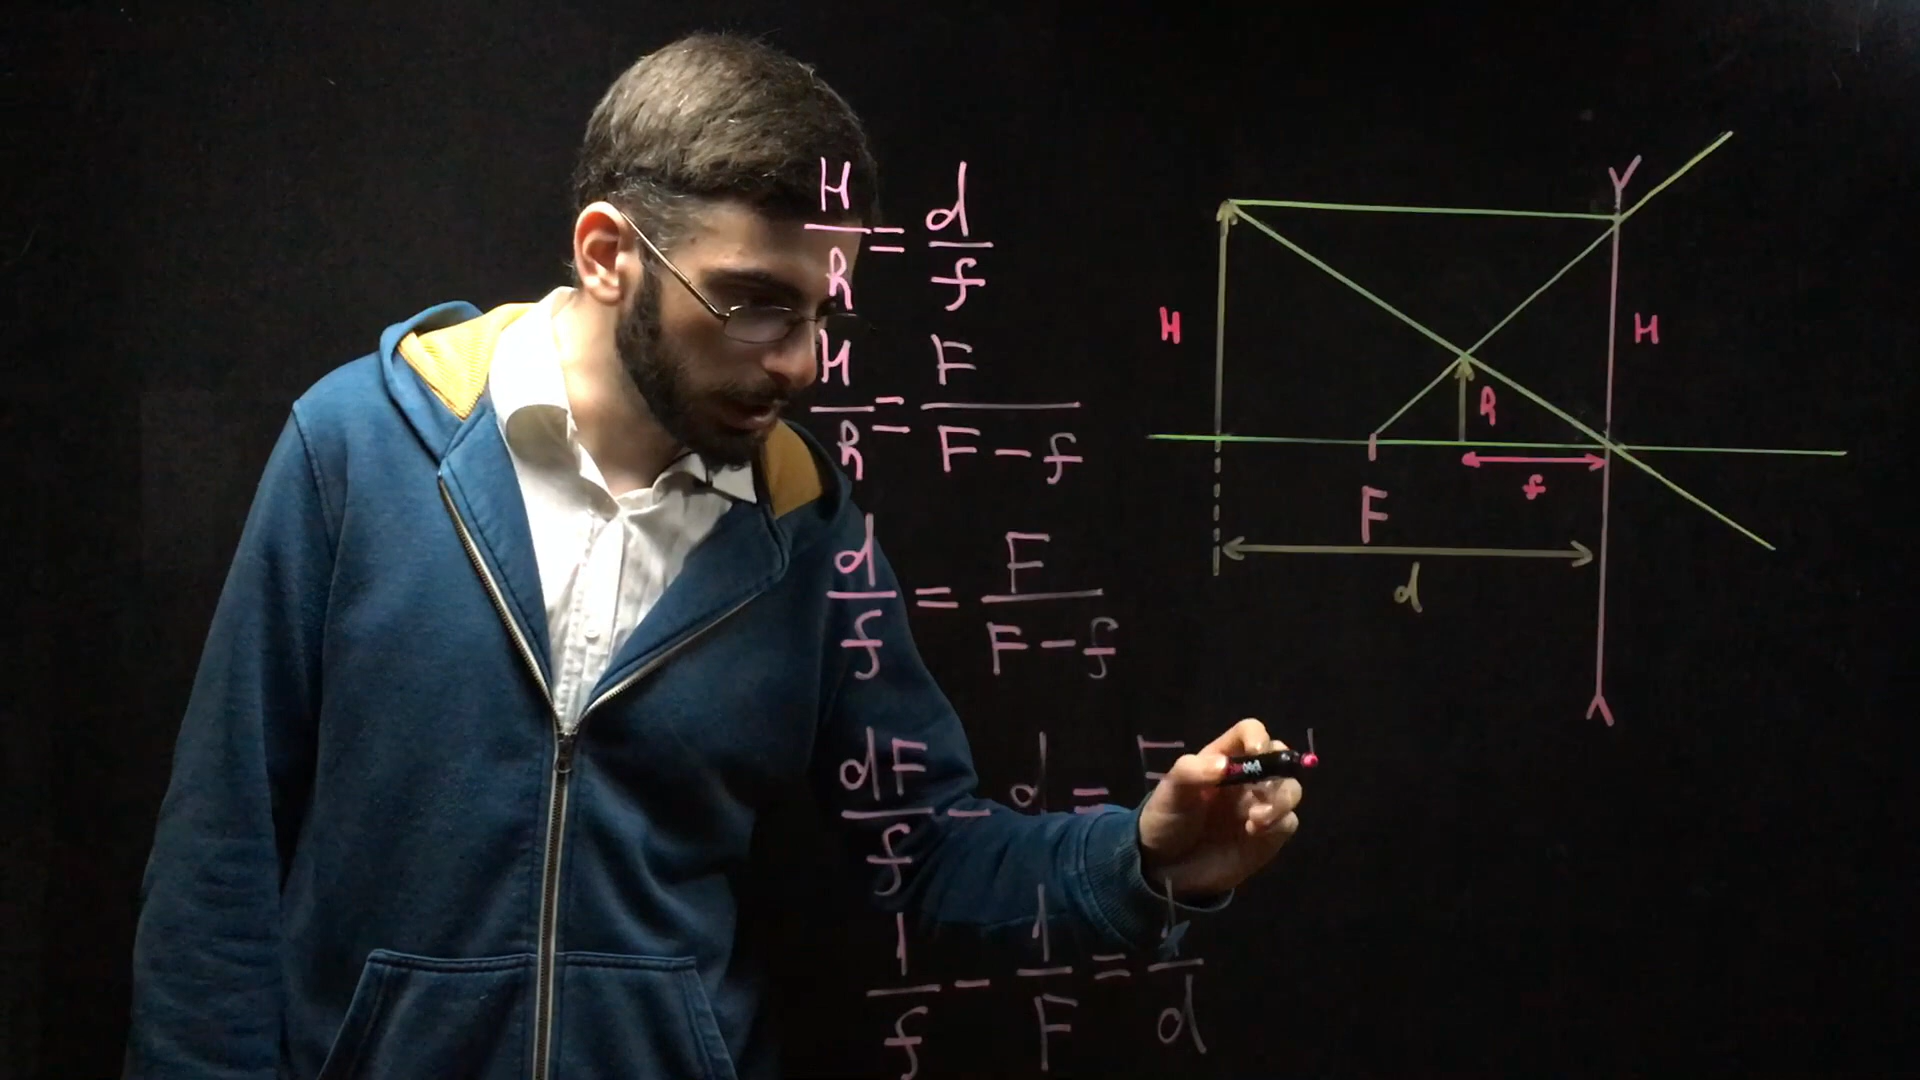 H/h = d/f
H/h = F/(F-f)
d/f = F/(F-f)
dF/f - d = F
1/f - 1/F = 1/d
H
H
h
f
F
d